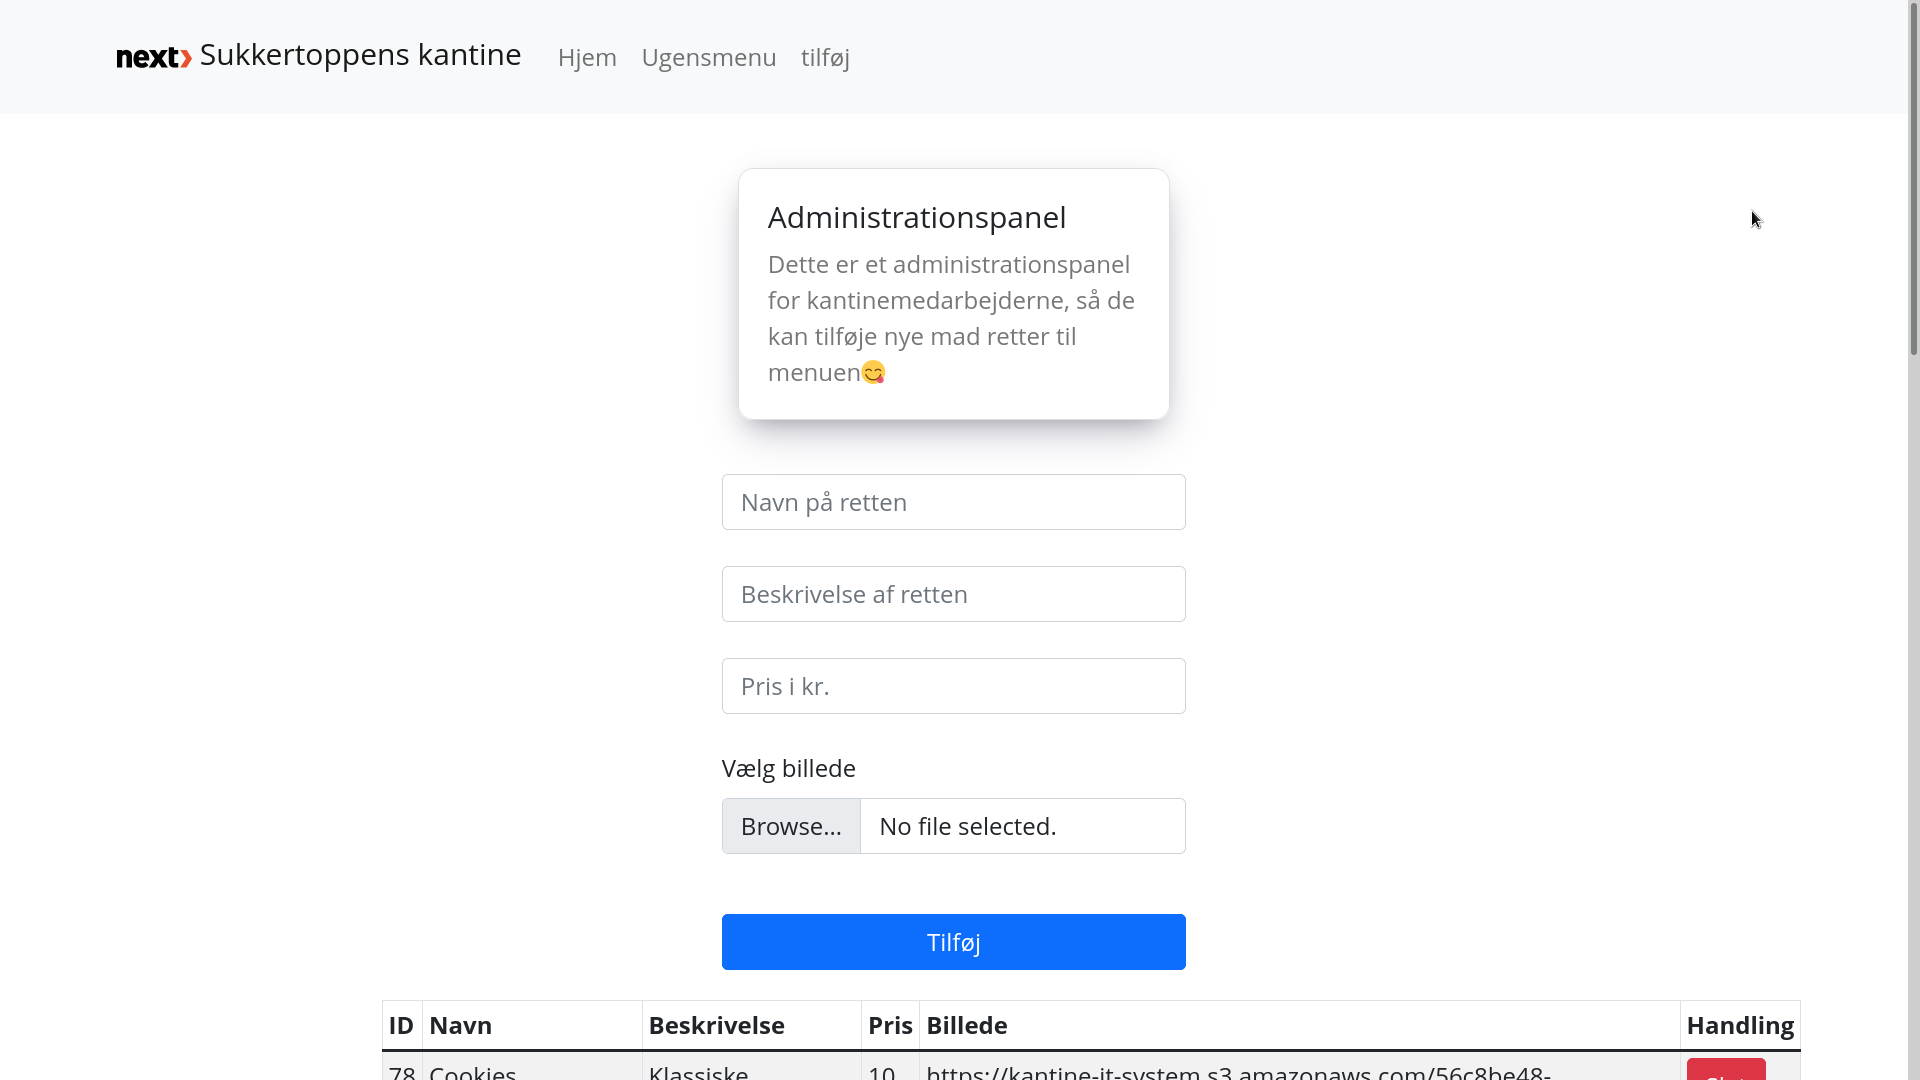 next Sukkertoppens kantine Hjem Ugensmenu tilføj
Administrationspanel
Dette er et administrationspanel
for kantinemedarbejderne, så de
kan tilføje nye mad retter til
menuen😋
Navn på retten
Beskrivelse af retten
Pris i kr.
Vælg billede
Browse... No file selected.
Tilføj
ID Navn Beskrivelse Pris Billede Handling
78 Cookies Klassiske 10 https://kantine-it-system.s3.amazonaws.com/56c8be48-